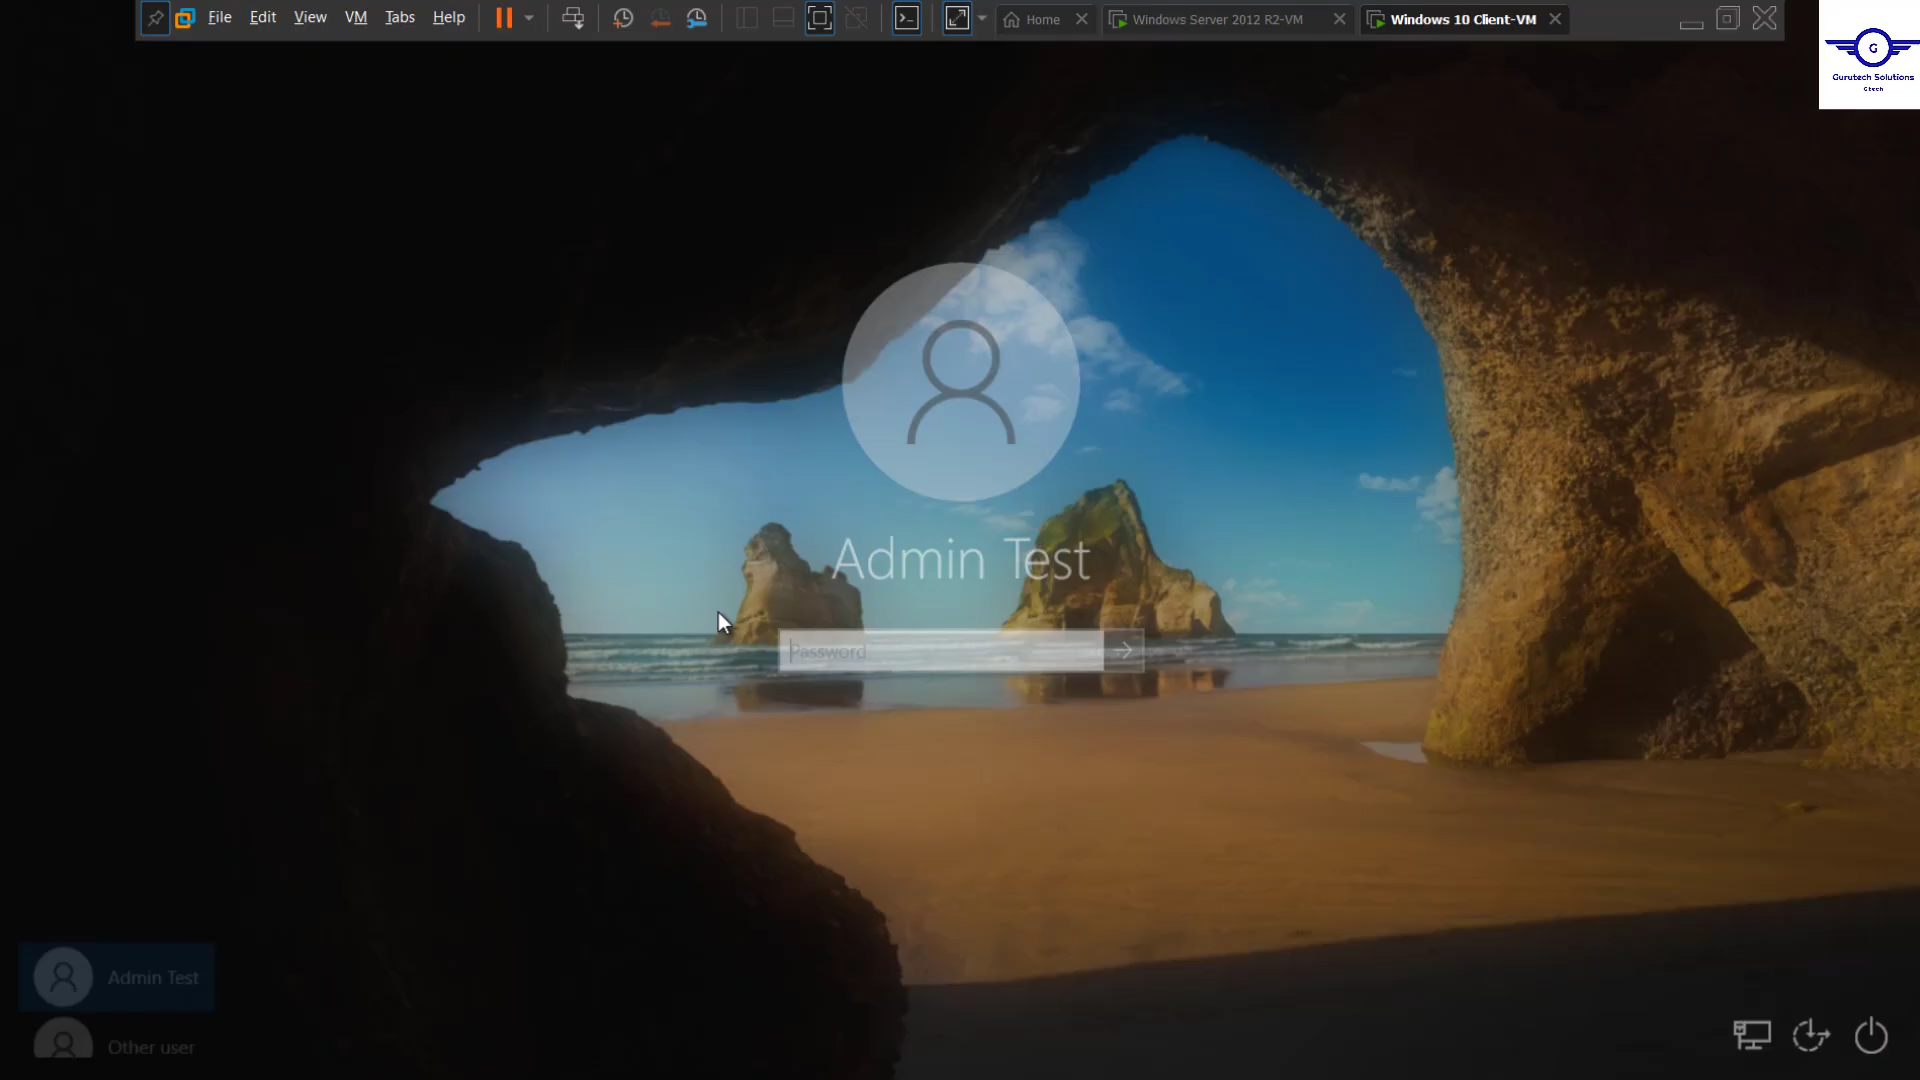 File Edit View VM Tabs Help
Home
Windows Server 2012 R2-VM
Windows 10 Client-VM
G
Gurutech Solutions
Gtech
Admin Test
Password
Admin Test
Other user